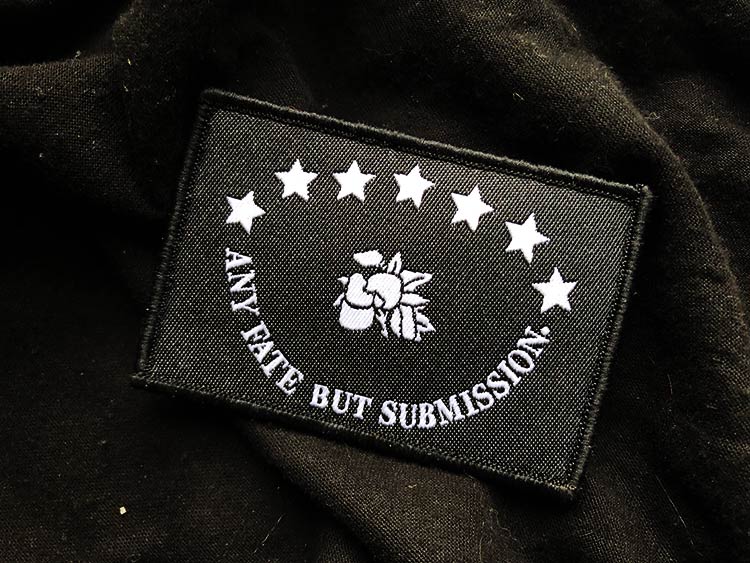 ANY FATE BUT SUBMISSION.